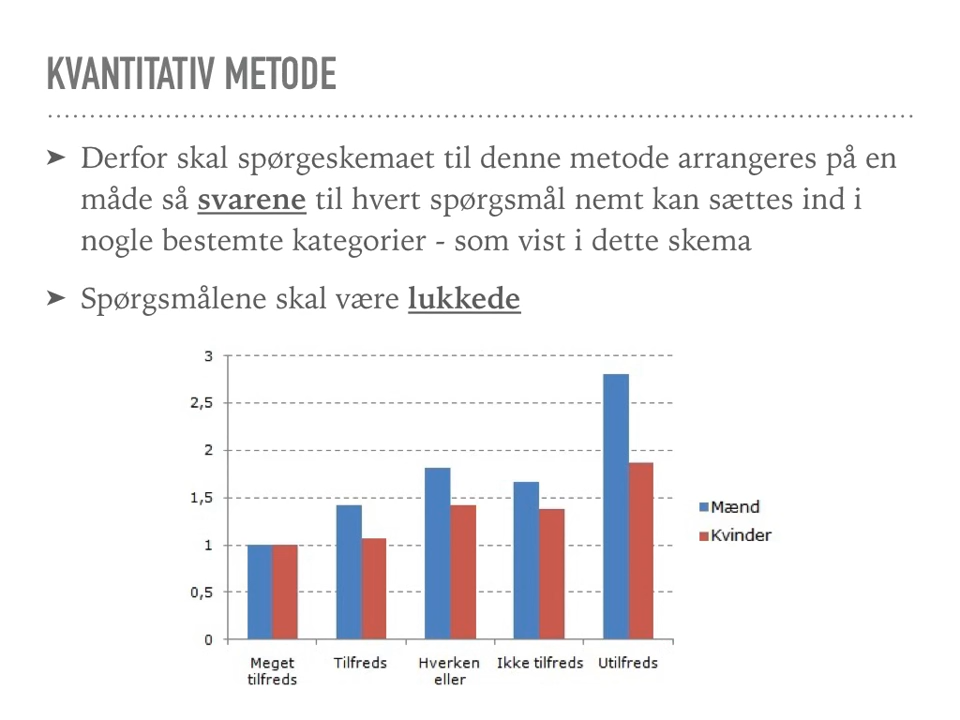 KVANTITATIV METODE
➤ Derfor skal spørgeskemaet til denne metode arrangeres på en
måde så svarene til hvert spørgsmål nemt kan sættes ind i
nogle bestemte kategorier - som vist i dette skema
➤ Spørgsmålene skal være lukkede
3
2,5
2
1,5
1
0,5
0
Meget
tilfreds
Tilfreds
Hverken
eller
Ikke tilfreds
Utilfreds
Mænd
Kvinder